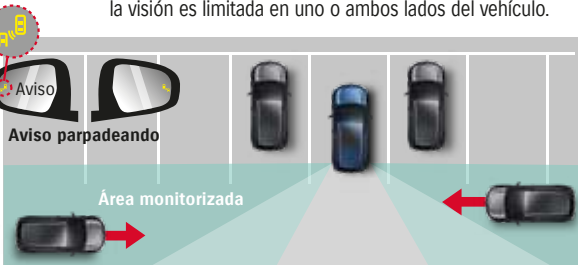 la visión es limitada en uno o ambos lados del vehículo.
Aviso
Aviso parpadeando
Área monitorizada